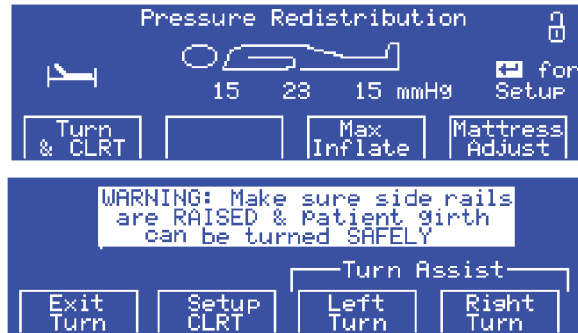 Pressure Redistribution
↵ for
15 23 15 mmHg Setup
Turn Max Mattress
& CLRT Inflate Adjust
WARNING: Make sure side rails
are RAISED & Patient girth
can be turned SAFELY
Turn Assist
Exit Setup Left Right
Turn CLRT Turn Turn